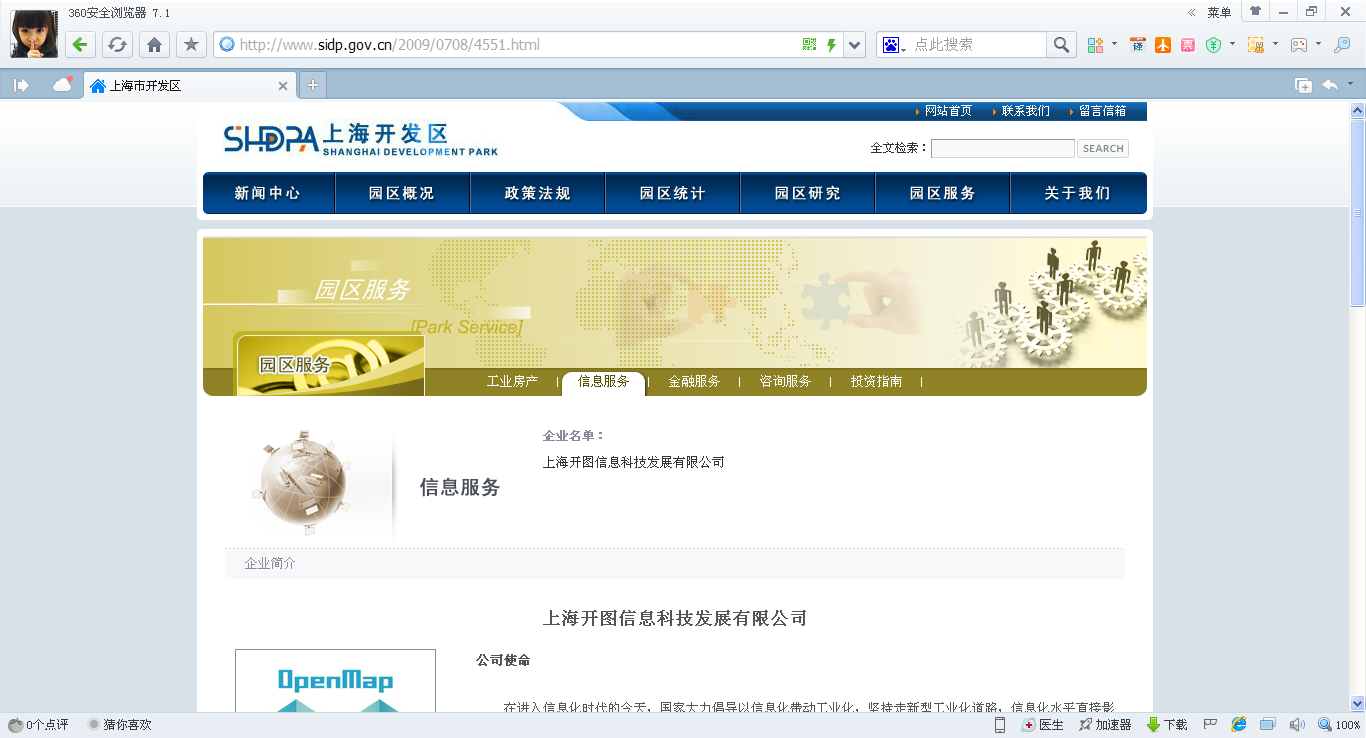 360安全浏览器 7.1
菜单
http://www.sidp.gov.cn/2009/0708/4551.html
点此搜索
译
票
上海市开发区
网站首页
联系我们
留言信箱
SHDPA 上海开发区
SHANGHAI DEVELOPMENT PARK
全文检索：
SEARCH
新闻中心
园区概况
政策法规
园区统计
园区研究
园区服务
关于我们
园区服务
[Park Service]
园区服务
工业房产 | 信息服务 | 金融服务 | 咨询服务 | 投资指南 |
企业名单：
上海开图信息科技发展有限公司
信息服务
企业简介
上海开图信息科技发展有限公司
公司使命
OpenMap
在进入信息化时代的今天，国家大力倡导以信息化带动工业化，坚持走新型工业化道路，信息化水平直接影
0个点评
猜你喜欢
医生
加速器
下载
100%